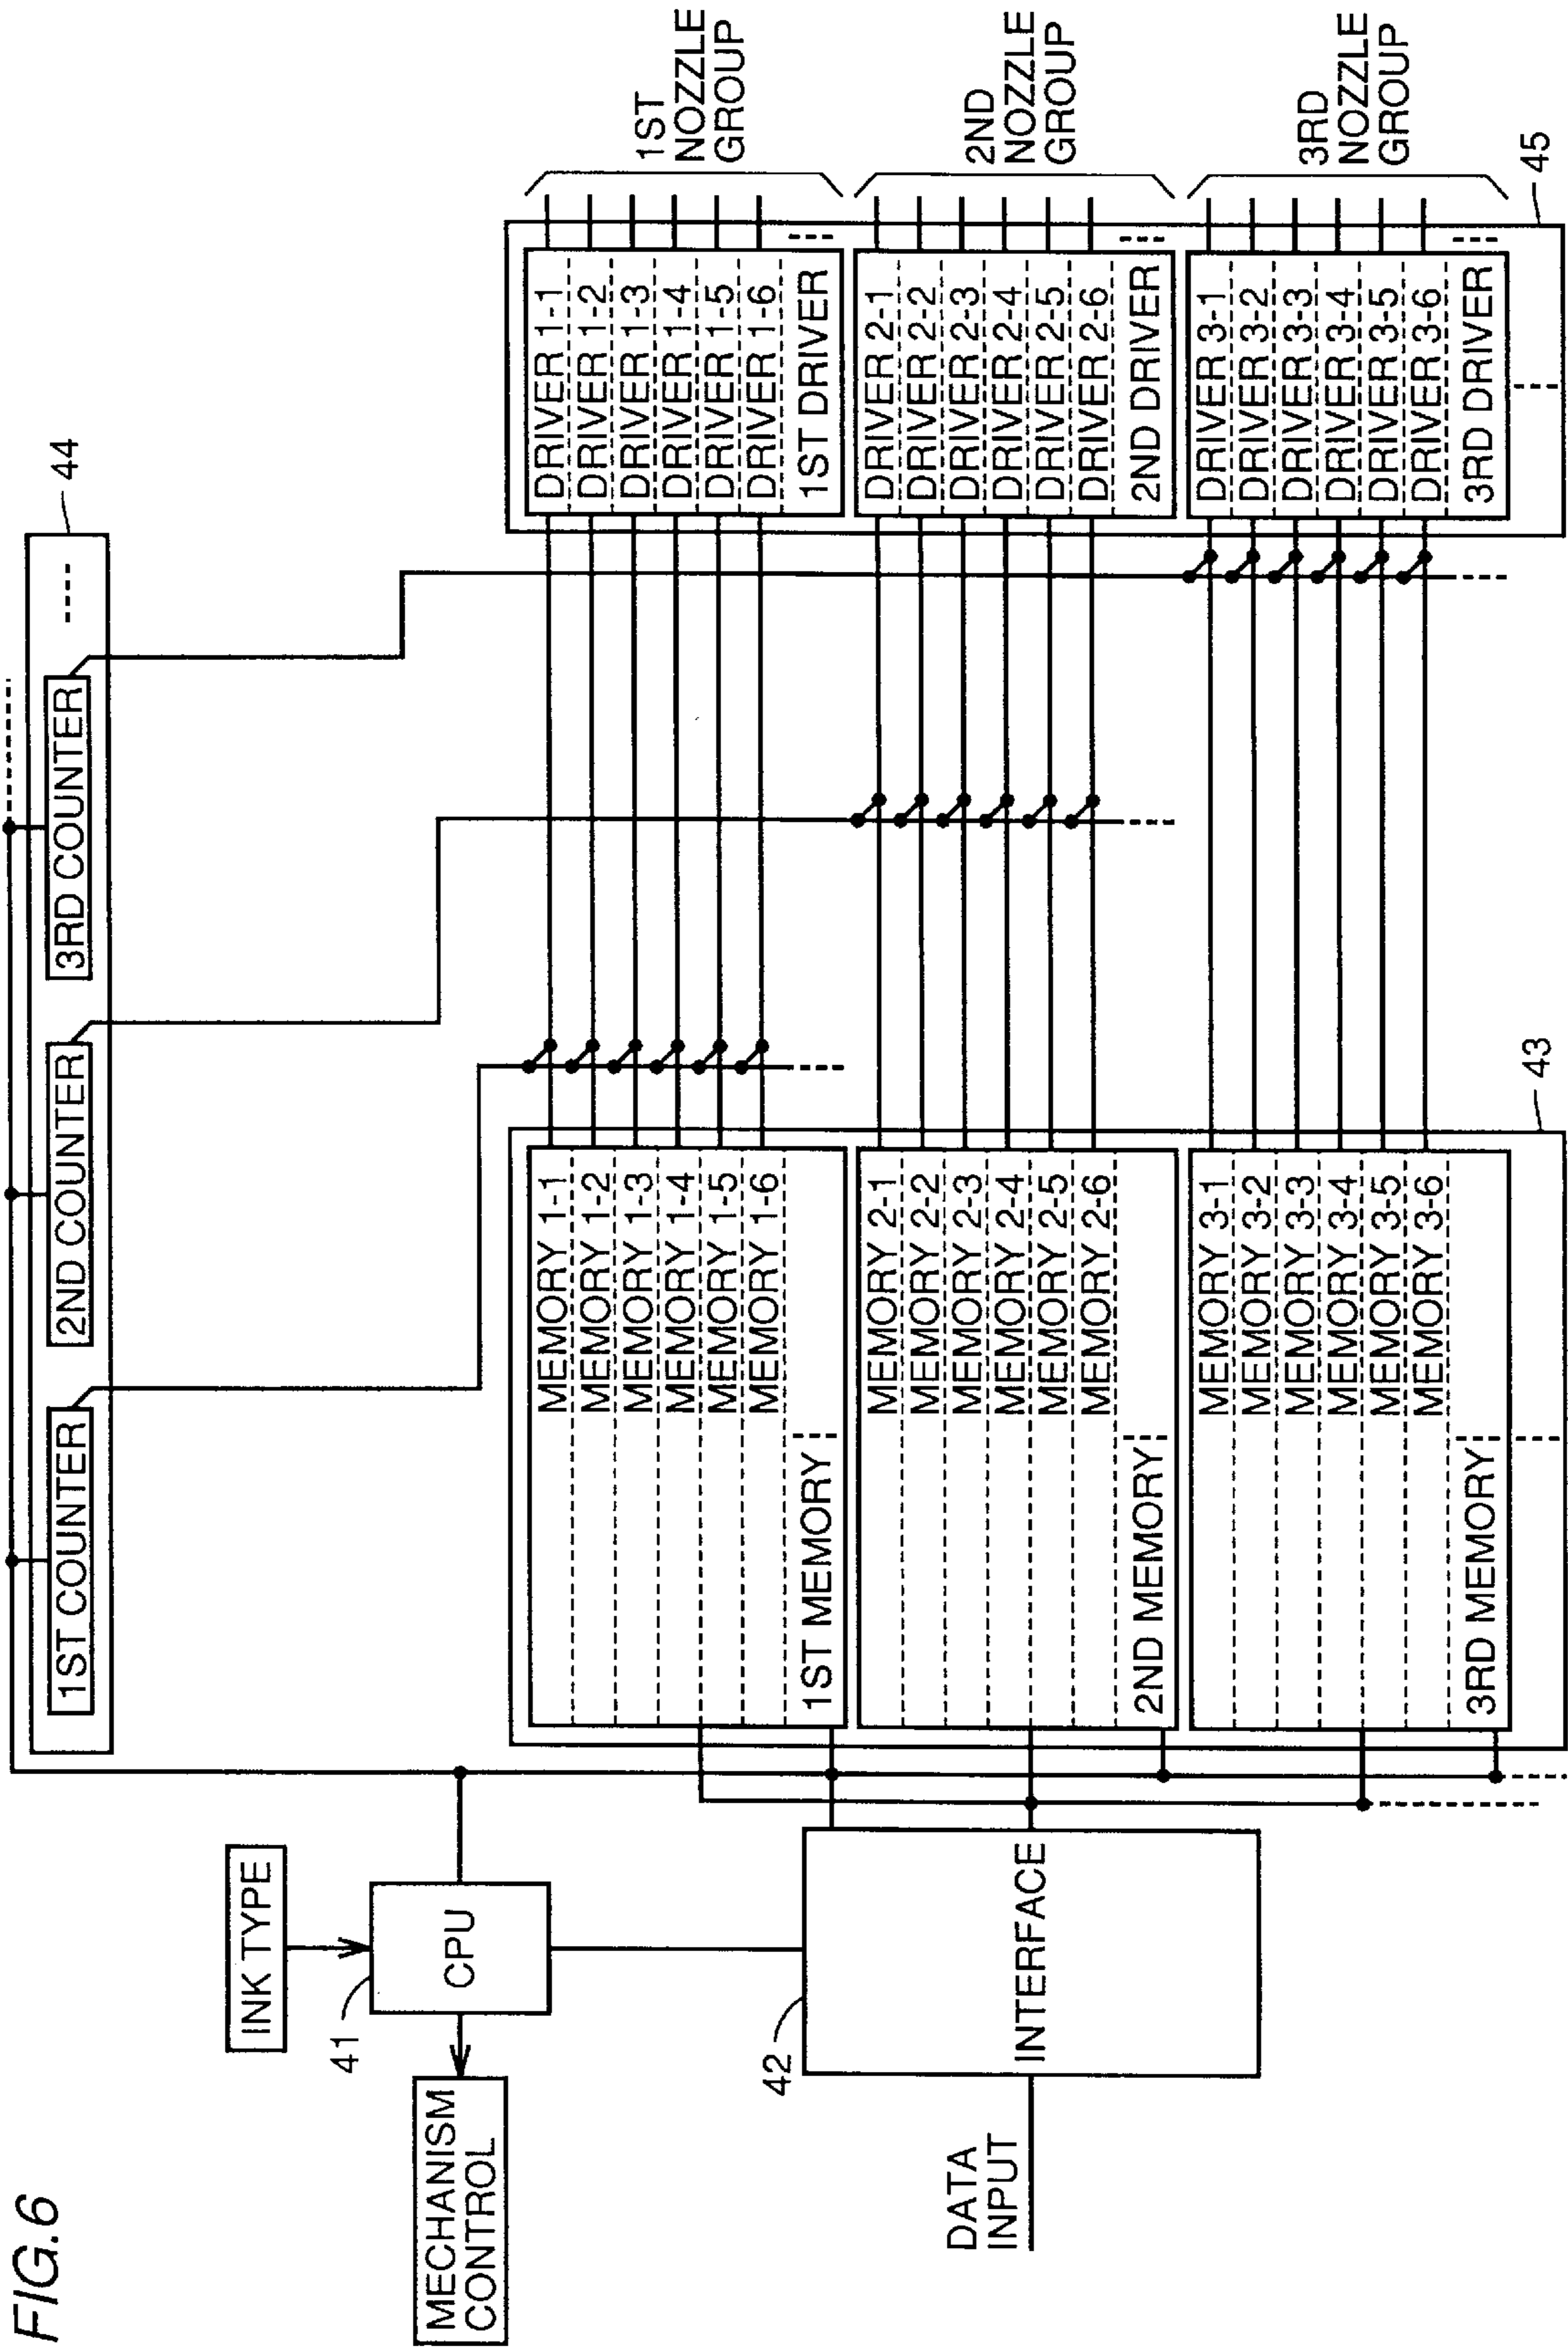 FIG.6
44
1ST COUNTER
2ND COUNTER
3RD COUNTER
INK TYPE
41
CPU
MECHANISM
CONTROL
42
INTERFACE
DATA
INPUT
MEMORY 1-1
MEMORY 1-2
MEMORY 1-3
MEMORY 1-4
MEMORY 1-5
MEMORY 1-6
1ST MEMORY
MEMORY 2-1
MEMORY 2-2
MEMORY 2-3
MEMORY 2-4
MEMORY 2-5
MEMORY 2-6
2ND MEMORY
MEMORY 3-1
MEMORY 3-2
MEMORY 3-3
MEMORY 3-4
MEMORY 3-5
MEMORY 3-6
3RD MEMORY
43
DRIVER 1-1
DRIVER 1-2
DRIVER 1-3
DRIVER 1-4
DRIVER 1-5
DRIVER 1-6
1ST DRIVER
DRIVER 2-1
DRIVER 2-2
DRIVER 2-3
DRIVER 2-4
DRIVER 2-5
DRIVER 2-6
2ND DRIVER
DRIVER 3-1
DRIVER 3-2
DRIVER 3-3
DRIVER 3-4
DRIVER 3-5
DRIVER 3-6
3RD DRIVER
45
1ST
NOZZLE
GROUP
2ND
NOZZLE
GROUP
3RD
NOZZLE
GROUP